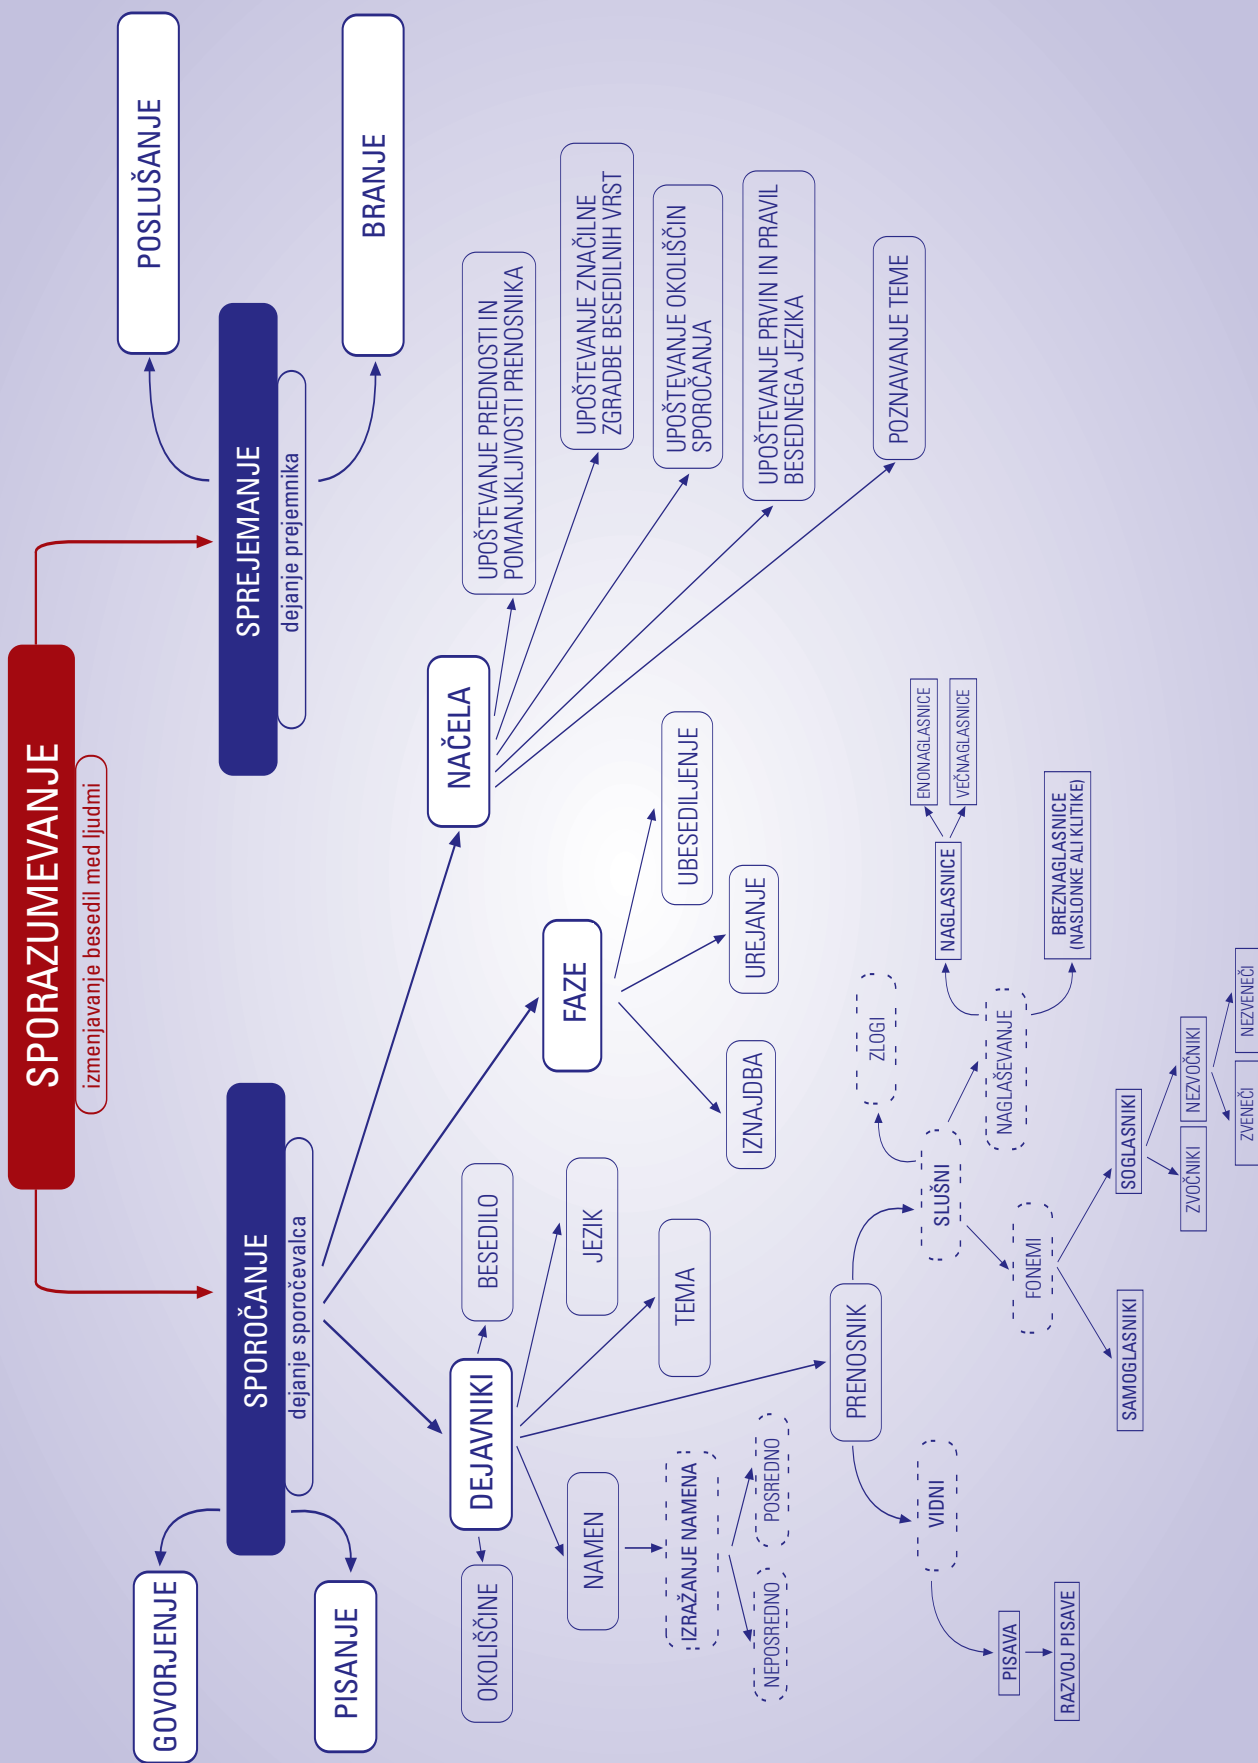 SPORAZUMEVANJE
izmenjavanje besedil med ljudmi
SPOROČANJE
dejanje sporočevalca
SPREJEMANJE
dejanje prejemnika
GOVORJENJE
PISANJE
POSLUŠANJE
BRANJE
DEJAVNIKI
OKOLIŠČINE
BESEDILO
NAMEN
JEZIK
IZRAŽANJE NAMENA
TEMA
NEPOSREDNO
POSREDNO
PRENOSNIK
VIDNI
PISAVA
RAZVOJ PISAVE
SLUŠNI
ZLOGI
FONEMI
NAGLAŠEVANJE
SAMOGLASNIKI
SOGLASNIKI
ZVOČNIKI
NEZVOČNIKI
ZVENEČI
NEZVENEČI
NAGLASNICE
ENONAGLASNICE
VEČNAGLASNICE
BREZNAGLASNICE
(NASLONKE ALI KLITIKE)
FAZE
IZNAJDBA
UREJANJE
UBESEDILJENJE
NAČELA
UPOŠTEVANJE PREDNOSTI IN
POMANJKLJIVOSTI PRENOSNIKA
UPOŠTEVANJE ZNAČILNE
ZGRADBE BESEDILNIH VRST
UPOŠTEVANJE OKOLIŠČIN
SPOROČANJA
UPOŠTEVANJE PRVIN IN PRAVIL
BESEDNEGA JEZIKA
POZNAVANJE TEME